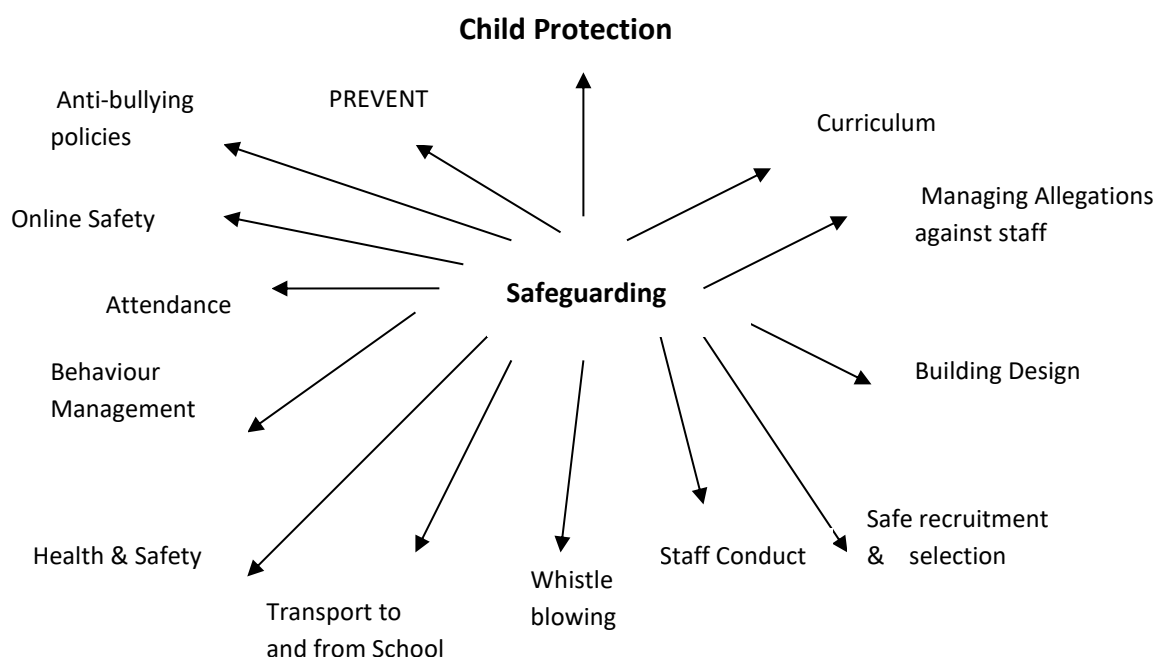 Child Protection
Anti-bullying
policies
PREVENT
Curriculum
Online Safety
Managing Allegations
against staff
Attendance
Safeguarding
Behaviour
Management
Building Design
Health & Safety
Transport to
and from School
Whistle
blowing
Staff Conduct
Safe recruitment
& selection